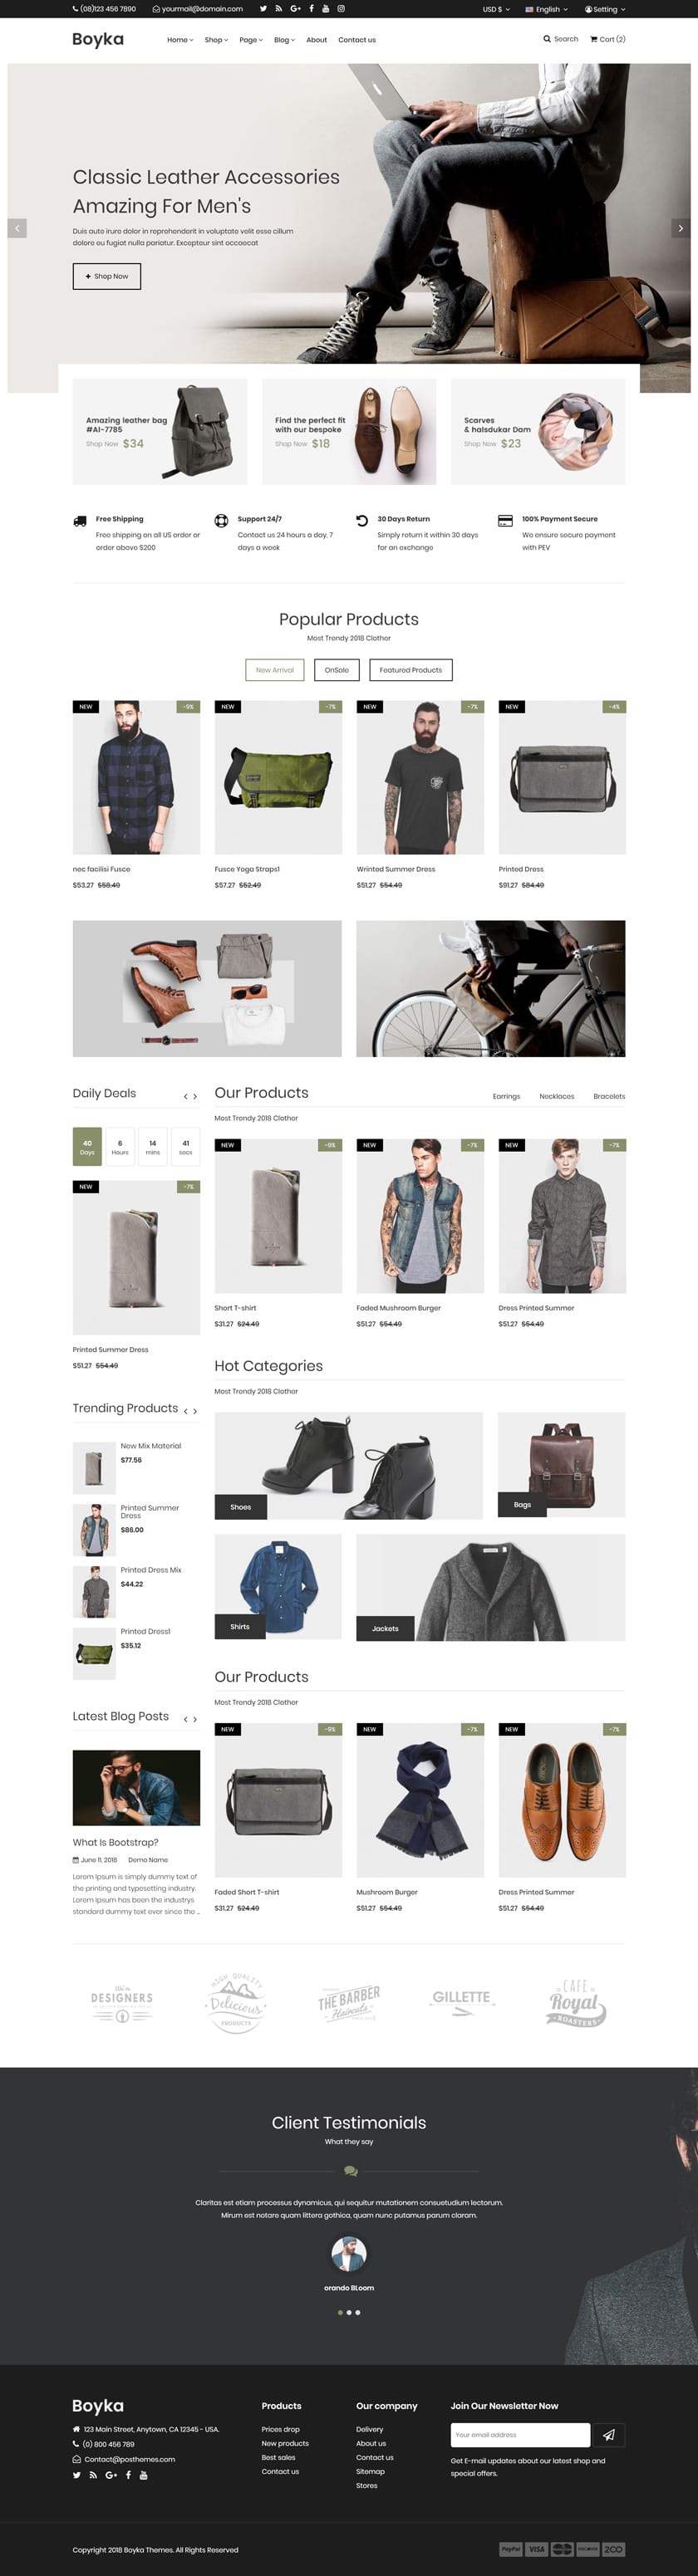 (08)123 456 7890 yourmail@domain.com USD $ English Setting
Boyka Home Shop Page Blog About Contact us Search Cart (2)
Classic Leather Accessories
Amazing For Men's
Duis aute irure dolor in reprehenderit in voluptate velit esse cillum
dolore eu fugiat nulla pariatur. Excepteur sint occaecat
+ Shop Now
Amazing leather bag
#Al-7785
Shop Now $34
Find the perfect fit
with our bespoke
Shop Now $18
Scarves
& halsdukar Dam
Shop Now $23
Free Shipping
Free shipping on all US order or
order above $200
Support 24/7
Contact us 24 hours a day, 7
days a week
30 Days Return
Simply return it within 30 days
for an exchange
100% Payment Secure
We ensure secure payment
with PEV
Popular Products
Most Trendy 2018 Clother
New Arrival OnSale Featured Products
NEW -9% NEW -7% NEW -7% NEW -4%
nec facilisi Fusce Fusce Yoga Straps1 Wrinted Summer Dress Printed Dress
$53.27 $58.49 $57.27 $52.49 $51.27 $54.49 $91.27 $84.49
Daily Deals
40 6 14 41
Days Hours mins secs
NEW -7%
Printed Summer Dress
$51.27 $54.49
Our Products Earrings Necklaces Bracelets
Most Trendy 2018 Clother
NEW -9% NEW -7% NEW -7%
Short T-shirt Faded Mushroom Burger Dress Printed Summer
$31.27 $24.49 $51.27 $54.49 $51.27 $54.49
Trending Products
New Mix Material
$77.56
Printed Summer
Dress
$86.00
Printed Dress Mix
$44.22
Printed Dress1
$35.12
Hot Categories
Most Trendy 2018 Clother
Shoes Bags
Shirts Jackets
Latest Blog Posts
What Is Bootstrap?
June 11, 2018 Demo Name
Lorem Ipsum is simply dummy text of
the printing and typesetting industry.
Lorem Ipsum has been the industrys
standard dummy text ever since the ...
Our Products
Most Trendy 2018 Clother
NEW -9% NEW -7% NEW -7%
Faded Short T-shirt Mushroom Burger Dress Printed Summer
$31.27 $24.49 $51.27 $54.49 $51.27 $54.49
We're
DESIGNERS
HIGH QUALITY
Delicious
PRODUCTS
THE BARBER
Haircuts
GILLETTE
CAFE
Royal
ROASTERS
Client Testimonials
What they say
Claritas est etiam processus dynamicus, qui sequitur mutationem consuetudium lectorum.
Mirum est notare quam littera gothica, quam nunc putamus parum claram.
orando BLoom
Boyka
123 Main Street, Anytown, CA 12345 - USA.
(0) 800 456 789
Contact@posthemes.com
Products
Prices drop
New products
Best sales
Contact us
Our company
Delivery
About us
Contact us
Sitemap
Stores
Join Our Newsletter Now
Your email address
Get E-mail updates about our latest shop and
special offers.
Copyright 2018 Boyka Themes. All Rights Reserved PayPal VISA DISCOVER 2CO